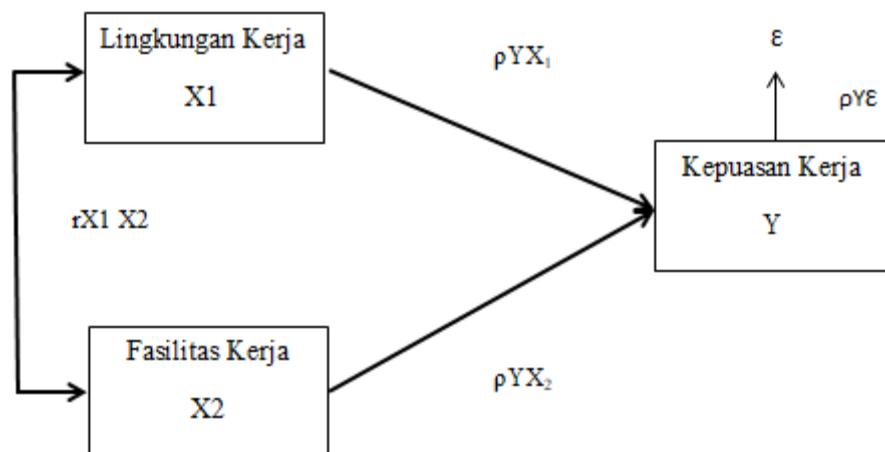 Lingkungan Kerja
X1
ρYX₁
ε
ρYε
Kepuasan Kerja
Y
rX1 X2
Fasilitas Kerja
X2
ρYX₂